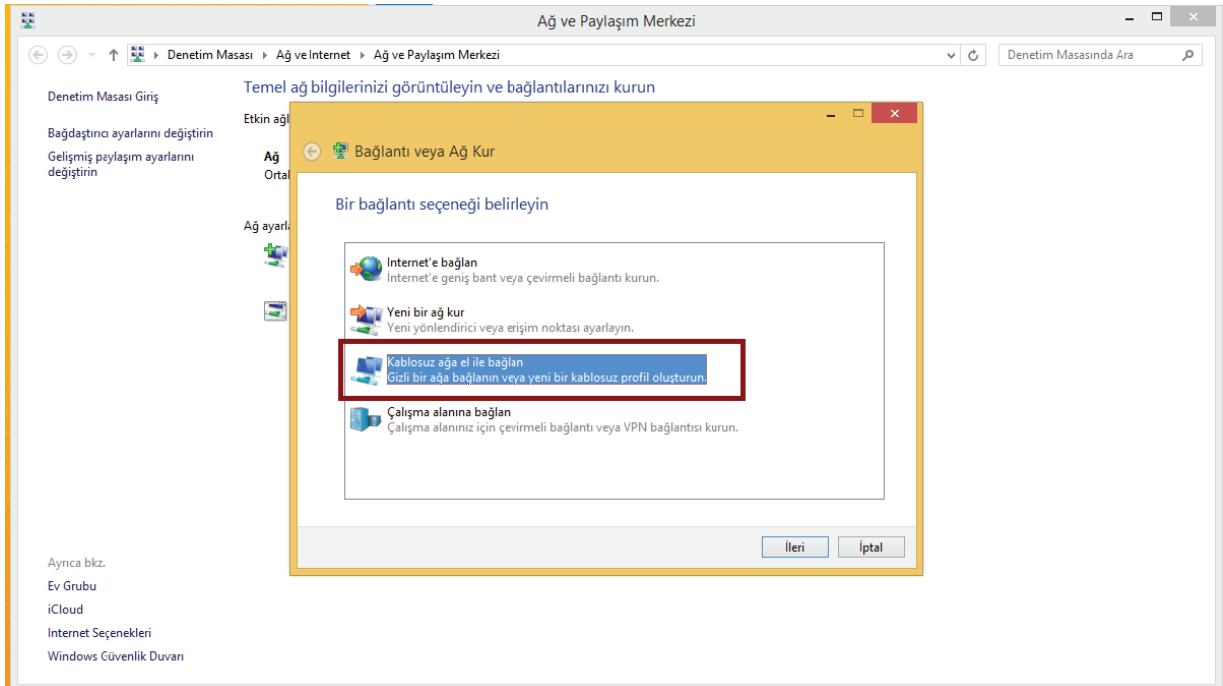 Ağ ve Paylaşım Merkezi
Denetim Masası ▸ Ağ ve Internet ▸ Ağ ve Paylaşım Merkezi
Denetim Masasında Ara
Denetim Masası Giriş
Bağdaştırıcı ayarlarını değiştirin
Gelişmiş paylaşım ayarlarını
değiştirin
Temel ağ bilgilerinizi görüntüleyin ve bağlantılarınızı kurun
Etkin ağl
Ağ
Ortal
Ağ ayarla
Bağlantı veya Ağ Kur
Bir bağlantı seçeneği belirleyin
Internet'e bağlan
Internet'e geniş bant veya çevirmeli bağlantı kurun.
Yeni bir ağ kur
Yeni yönlendirici veya erişim noktası ayarlayın.
Kablosuz ağa el ile bağlan
Gizli bir ağa bağlanın veya yeni bir kablosuz profil oluşturun.
Çalışma alanına bağlan
Çalışma alanınız için çevirmeli bağlantı veya VPN bağlantısı kurun.
İleri
İptal
Ayrıca bkz.
Ev Grubu
iCloud
Internet Seçenekleri
Windows Güvenlik Duvarı